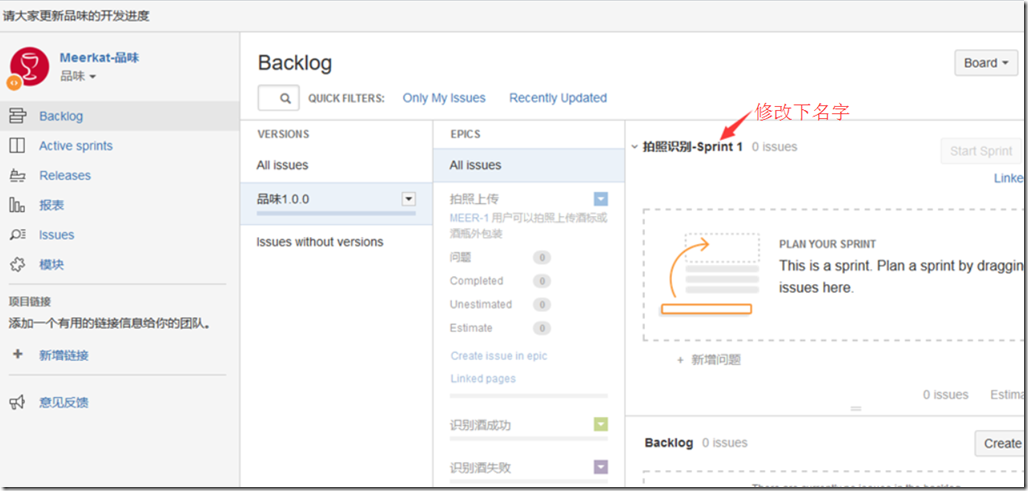 请大家更新品味的开发进度
Meerkat-品味
品味
Backlog
Active sprints
Releases
报表
Issues
模块
项目链接
添加一个有用的链接信息给你的团队。
+ 新增链接
意见反馈
Backlog
Board
QUICK FILTERS: Only My Issues Recently Updated
VERSIONS
All issues
品味1.0.0
Issues without versions
EPICS
All issues
拍照上传
MEER-1 用户可以拍照上传酒标或
酒瓶外包装
问题 0
Completed 0
Unestimated 0
Estimate 0
Create issue in epic
Linked pages
识别酒成功
识别酒失败
修改下名字
拍照识别-Sprint 1 0 issues
Start Sprint
Linke
PLAN YOUR SPRINT
This is a sprint. Plan a sprint by draggin
issues here.
+ 新增问题
0 issues Estima
Backlog 0 issues
Create
There are currently no issues in the backlog